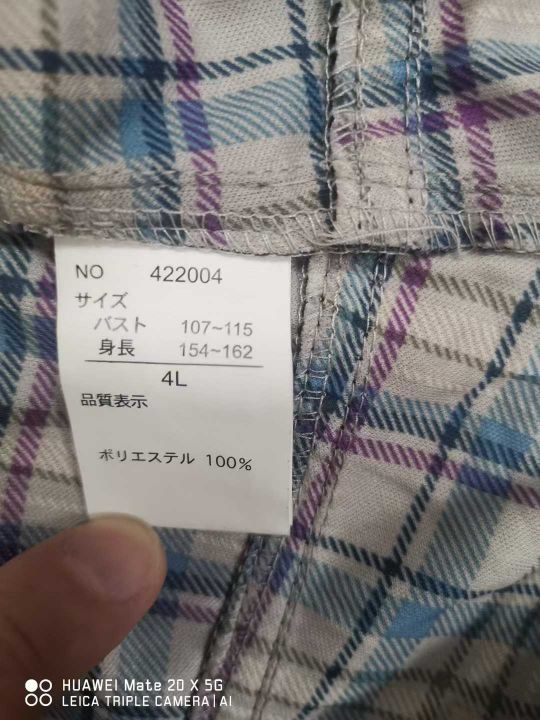 NO 422004
サイズ
バスト 107~115
身長 154~162
4L
品質表示
ポリエステル 100%
HUAWEI Mate 20 X 5G
LEICA TRIPLE CAMERA|AI